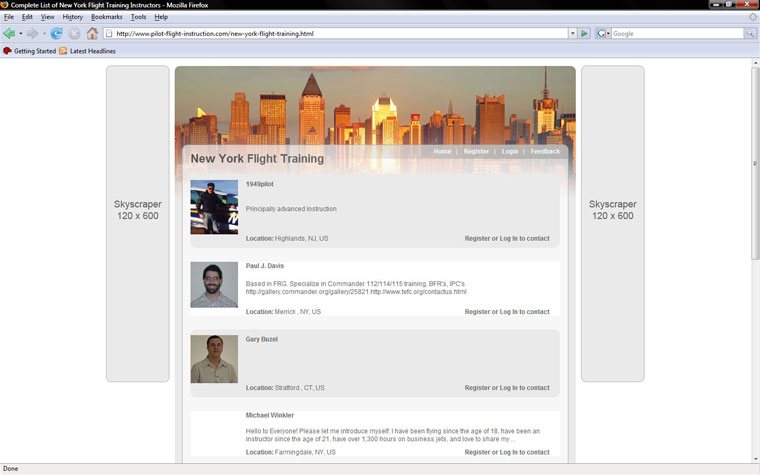 Complete List of New York Flight Training Instructors - Mozilla Firefox
File Edit View History Bookmarks Tools Help
http://www.pilot-flight-instruction.com/new-york-flight-training.html
Google
Getting Started Latest Headlines
Home | Register | Login | Feedback
New York Flight Training
1949pilot
Principally advanced instruction
Location: Highlands, NJ, US Register or Log In to contact
Skyscraper
120 x 600
Skyscraper
120 x 600
Paul J. Davis
Based in FRG. Specialize in Commander 112/114/115 training, BFR's, IPC's.
http://gallery.commander.org/gallery/25821 http://www.tefc.org/contactus.html
Location: Merrick , NY, US Register or Log In to contact
Gary Buzel
Location: Stratford , CT, US Register or Log In to contact
Michael Winkler
Hello to Everyone! Please let me introduce myself: I have been flying since the age of 18, have been an
instructor since the age of 21, have over 1,300 hours on business jets, and love to share my...
Location: Farmingdale, NY, US Register or Log In to contact
Done